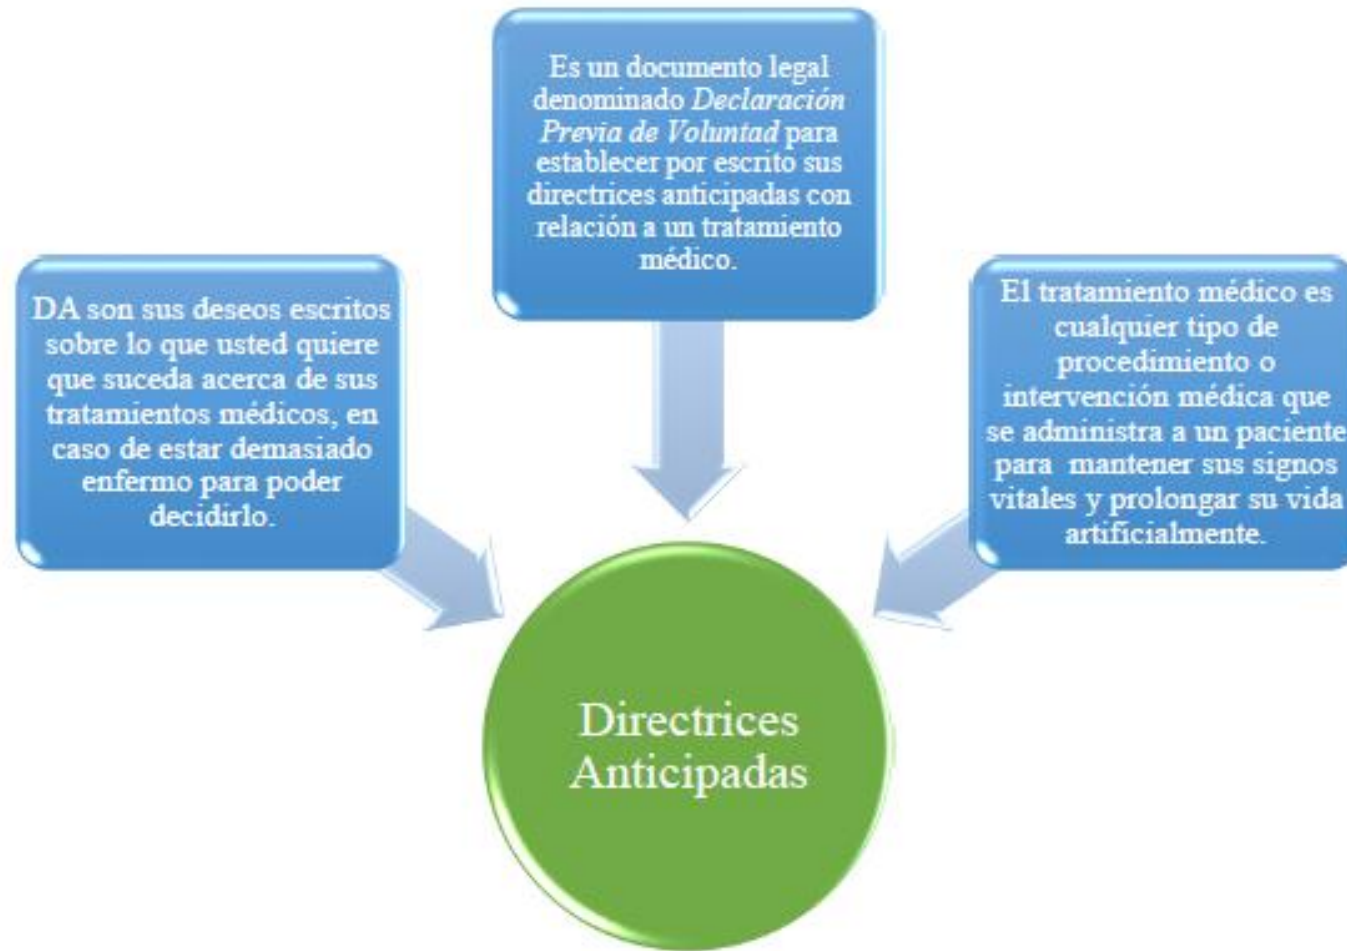 DA son sus deseos escritos
sobre lo que usted quiere
que suceda acerca de sus
tratamientos médicos, en
caso de estar demasiado
enfermo para poder
decidirlo.
Es un documento legal
denominado Declaración
Previa de Voluntad para
establecer por escrito sus
directrices anticipadas con
relación a un tratamiento
médico.
El tratamiento médico es
cualquier tipo de
procedimiento o
intervención médica que
se administra a un paciente
para mantener sus signos
vitales y prolongar su vida
artificialmente.
Directrices
Anticipadas